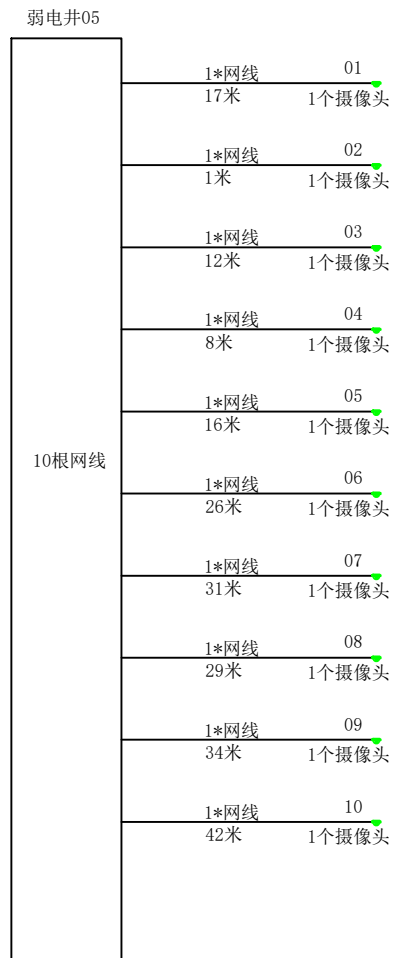 弱电井05
1*网线 01
17米 1个摄像头
1*网线 02
1米 1个摄像头
1*网线 03
12米 1个摄像头
1*网线 04
8米 1个摄像头
1*网线 05
16米 1个摄像头
10根网线
1*网线 06
26米 1个摄像头
1*网线 07
31米 1个摄像头
1*网线 08
29米 1个摄像头
1*网线 09
34米 1个摄像头
1*网线 10
42米 1个摄像头